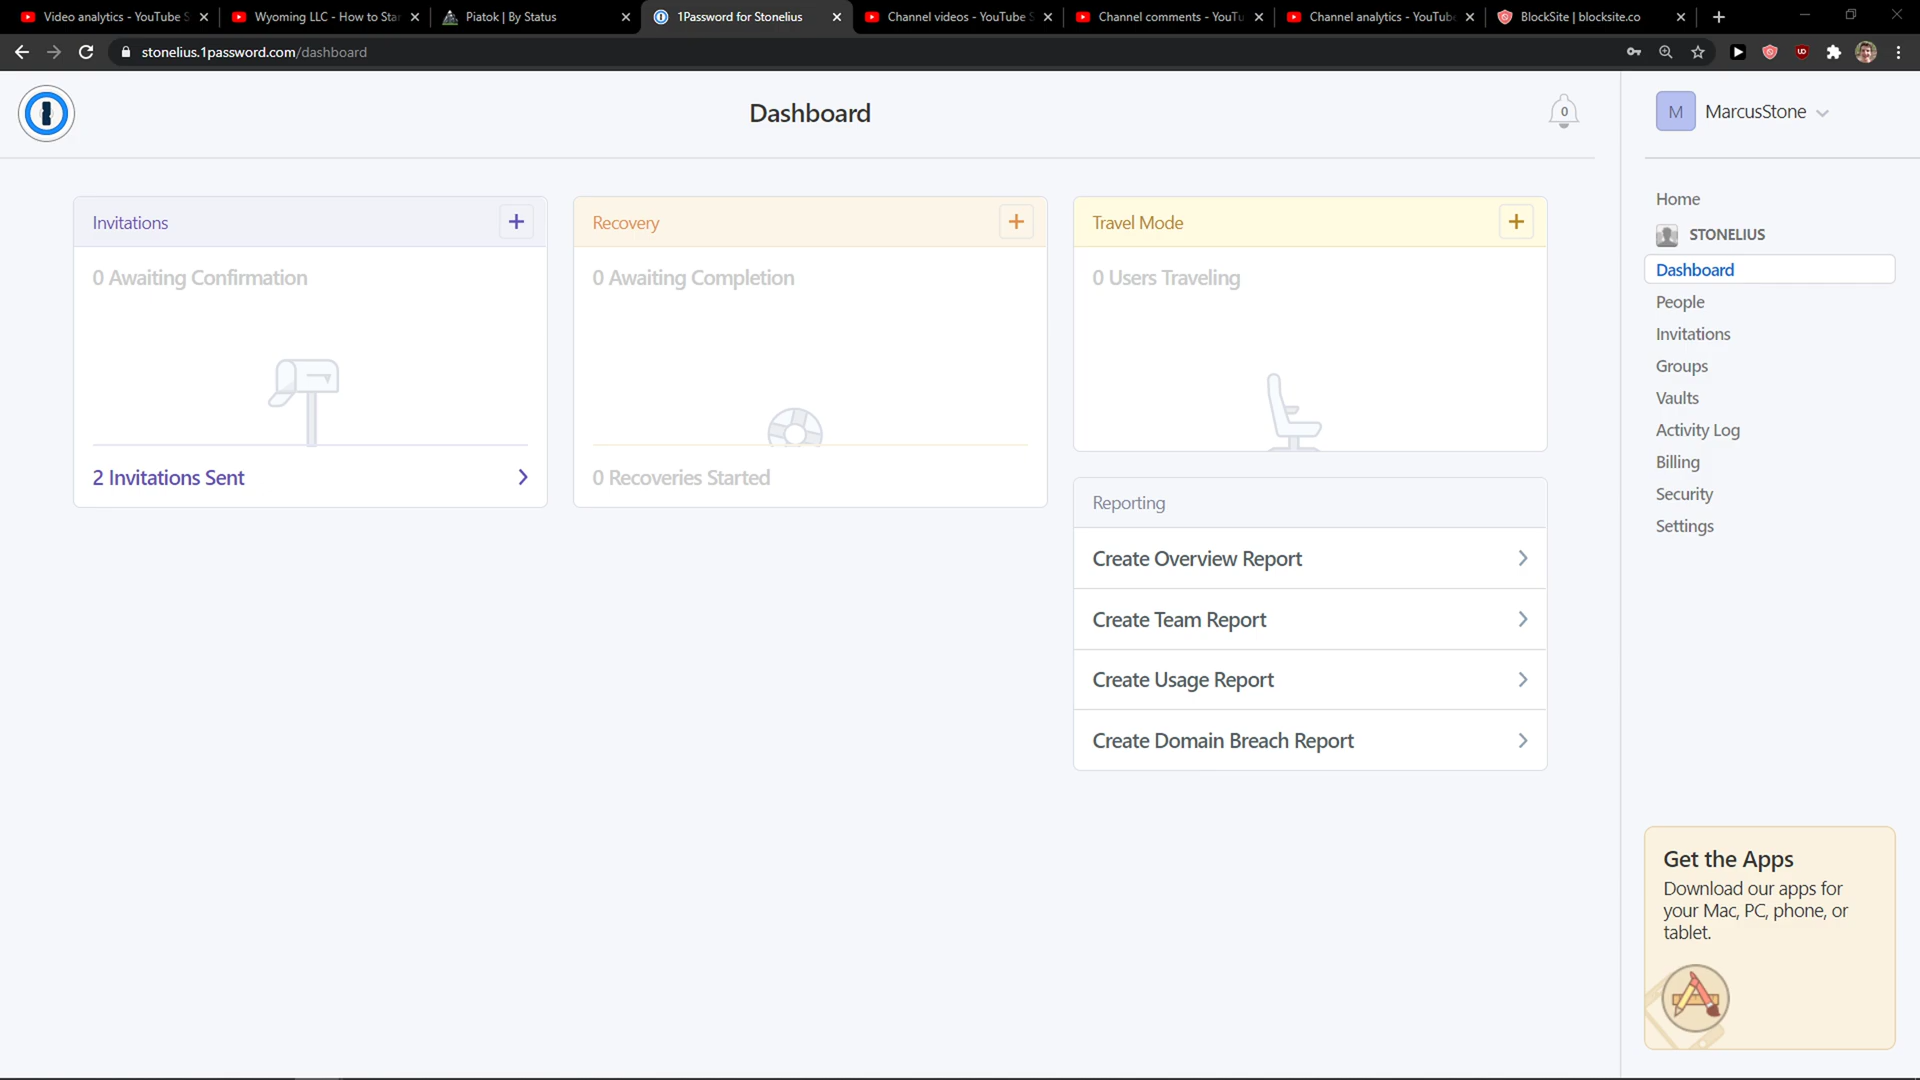 Video analytics - YouTube S
Wyoming LLC - How to Star
Piatok | By Status
1Password for Stonelius
Channel videos - YouTube S
Channel comments - YouTu
Channel analytics - YouTube
BlockSite | blocksite.co
stonelius.1password.com/dashboard
Dashboard
0
M
MarcusStone
Invitations
0 Awaiting Confirmation
2 Invitations Sent
Recovery
0 Awaiting Completion
0 Recoveries Started
Travel Mode
0 Users Traveling
Reporting
Create Overview Report
Create Team Report
Create Usage Report
Create Domain Breach Report
Home
STONELIUS
Dashboard
People
Invitations
Groups
Vaults
Activity Log
Billing
Security
Settings
Get the Apps
Download our apps for
your Mac, PC, phone, or
tablet.